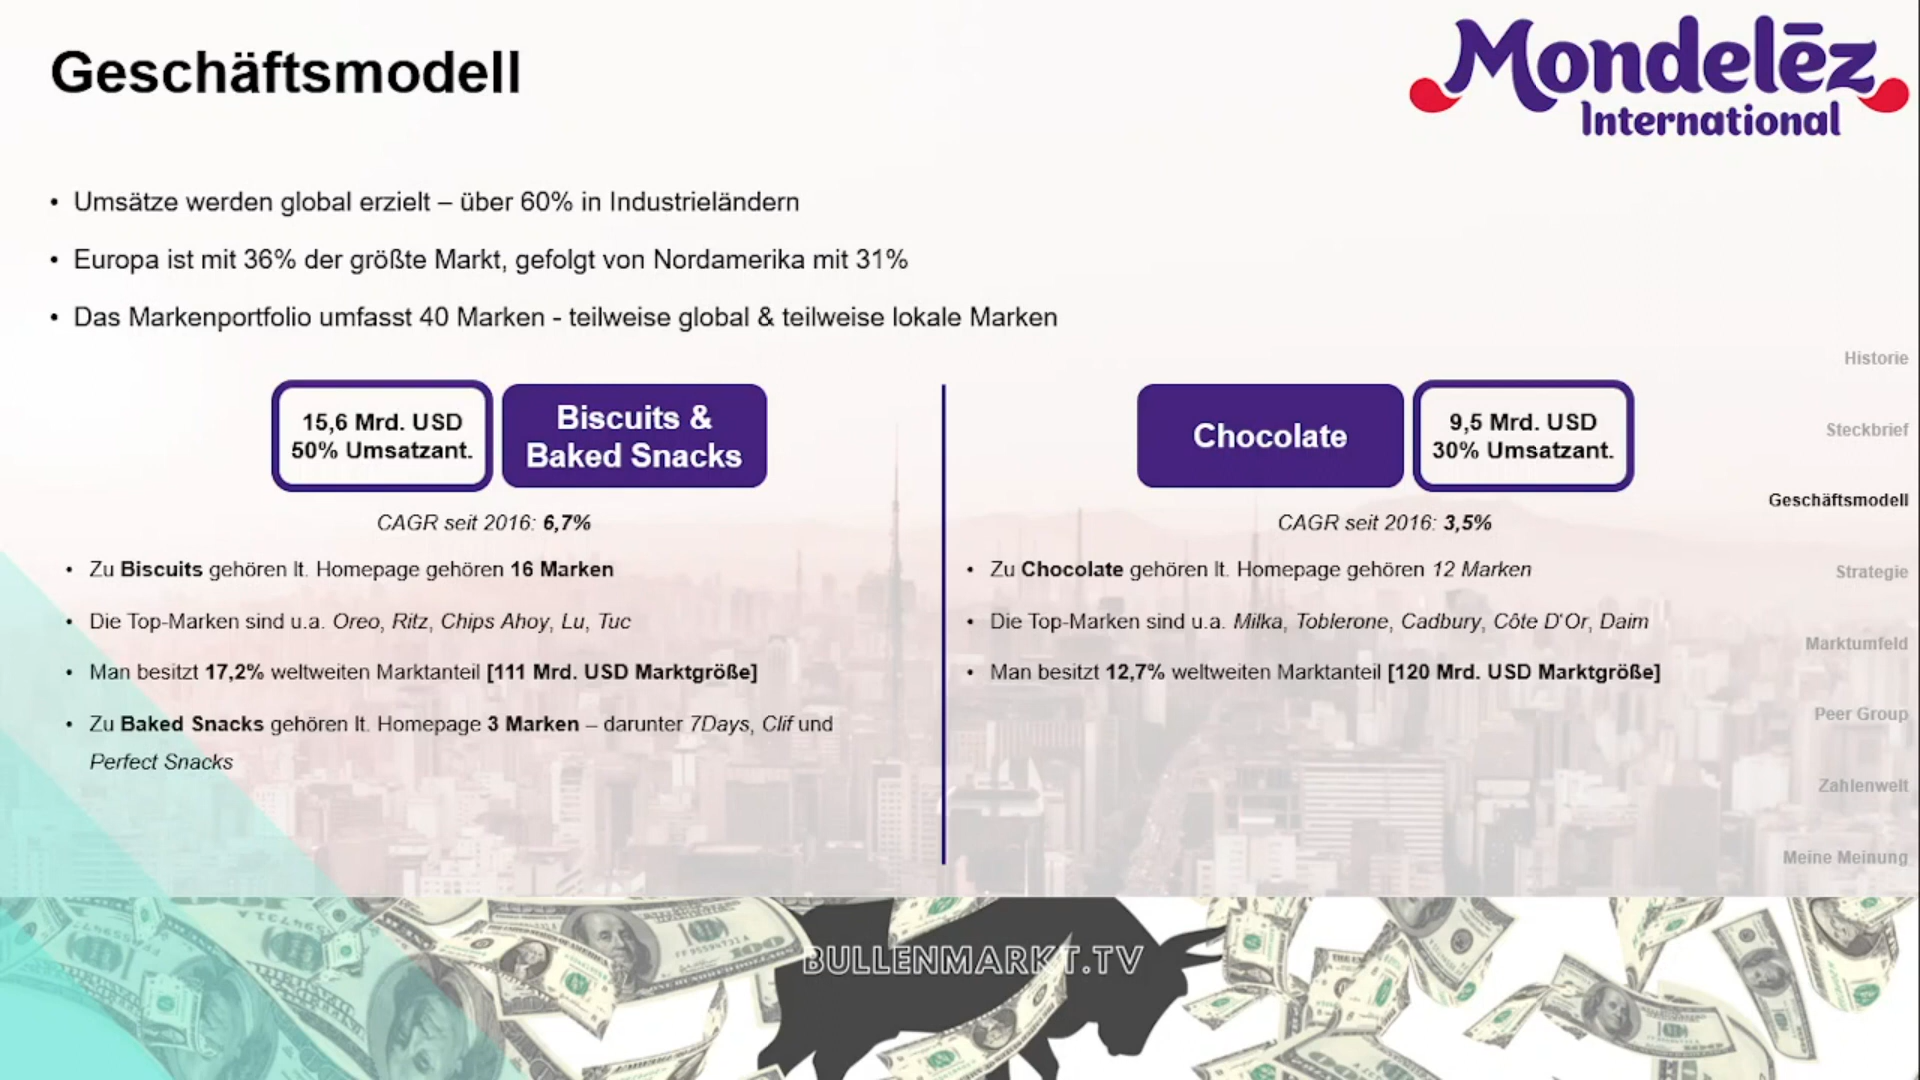 Geschäftsmodell
Mondelēz
International
• Umsätze werden global erzielt – über 60% in Industrieländern
• Europa ist mit 36% der größte Markt, gefolgt von Nordamerika mit 31%
• Das Markenportfolio umfasst 40 Marken - teilweise global & teilweise lokale Marken
15,6 Mrd. USD
50% Umsatzant.
Biscuits &
Baked Snacks
CAGR seit 2016: 6,7%
• Zu Biscuits gehören lt. Homepage gehören 16 Marken
• Die Top-Marken sind u.a. Oreo, Ritz, Chips Ahoy, Lu, Tuc
• Man besitzt 17,2% weltweiten Marktanteil [111 Mrd. USD Marktgröße]
• Zu Baked Snacks gehören lt. Homepage 3 Marken – darunter 7Days, Clif und
Perfect Snacks
Chocolate
9,5 Mrd. USD
30% Umsatzant.
CAGR seit 2016: 3,5%
• Zu Chocolate gehören lt. Homepage gehören 12 Marken
• Die Top-Marken sind u.a. Milka, Toblerone, Cadbury, Côte D'Or, Daim
• Man besitzt 12,7% weltweiten Marktanteil [120 Mrd. USD Marktgröße]
Historie
Steckbrief
Geschäftsmodell
Strategie
Marktumfeld
Peer Group
Zahlenwelt
Meine Meinung
BULLENMARKT.TV